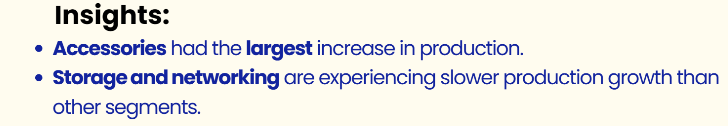 Insights:
• Accessories had the largest increase in production.
• Storage and networking are experiencing slower production growth than
other segments.